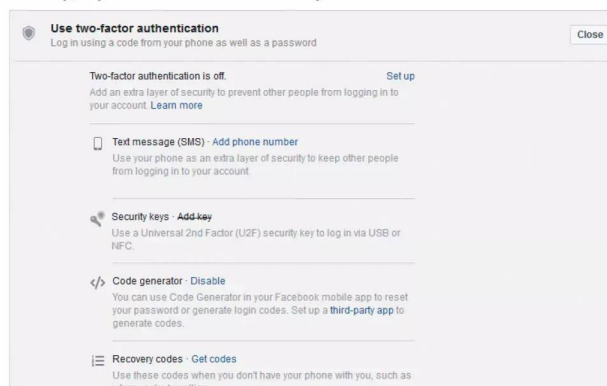 Use two-factor authentication
Log in using a code from your phone as well as a password
Close
Two-factor authentication is off. Set up
Add an extra layer of security to prevent other people from logging in to
your account. Learn more
Text message (SMS) · Add phone number
Use your phone as an extra layer of security to keep other people
from logging in to your account
Security keys · Add key
Use a Universal 2nd Factor (U2F) security key to log in via USB or
NFC.
Code generator · Disable
You can use Code Generator in your Facebook mobile app to reset
your password or generate login codes. Set up a third-party app to
generate codes.
Recovery codes · Get codes
Use these codes when you don't have your phone with you, such as